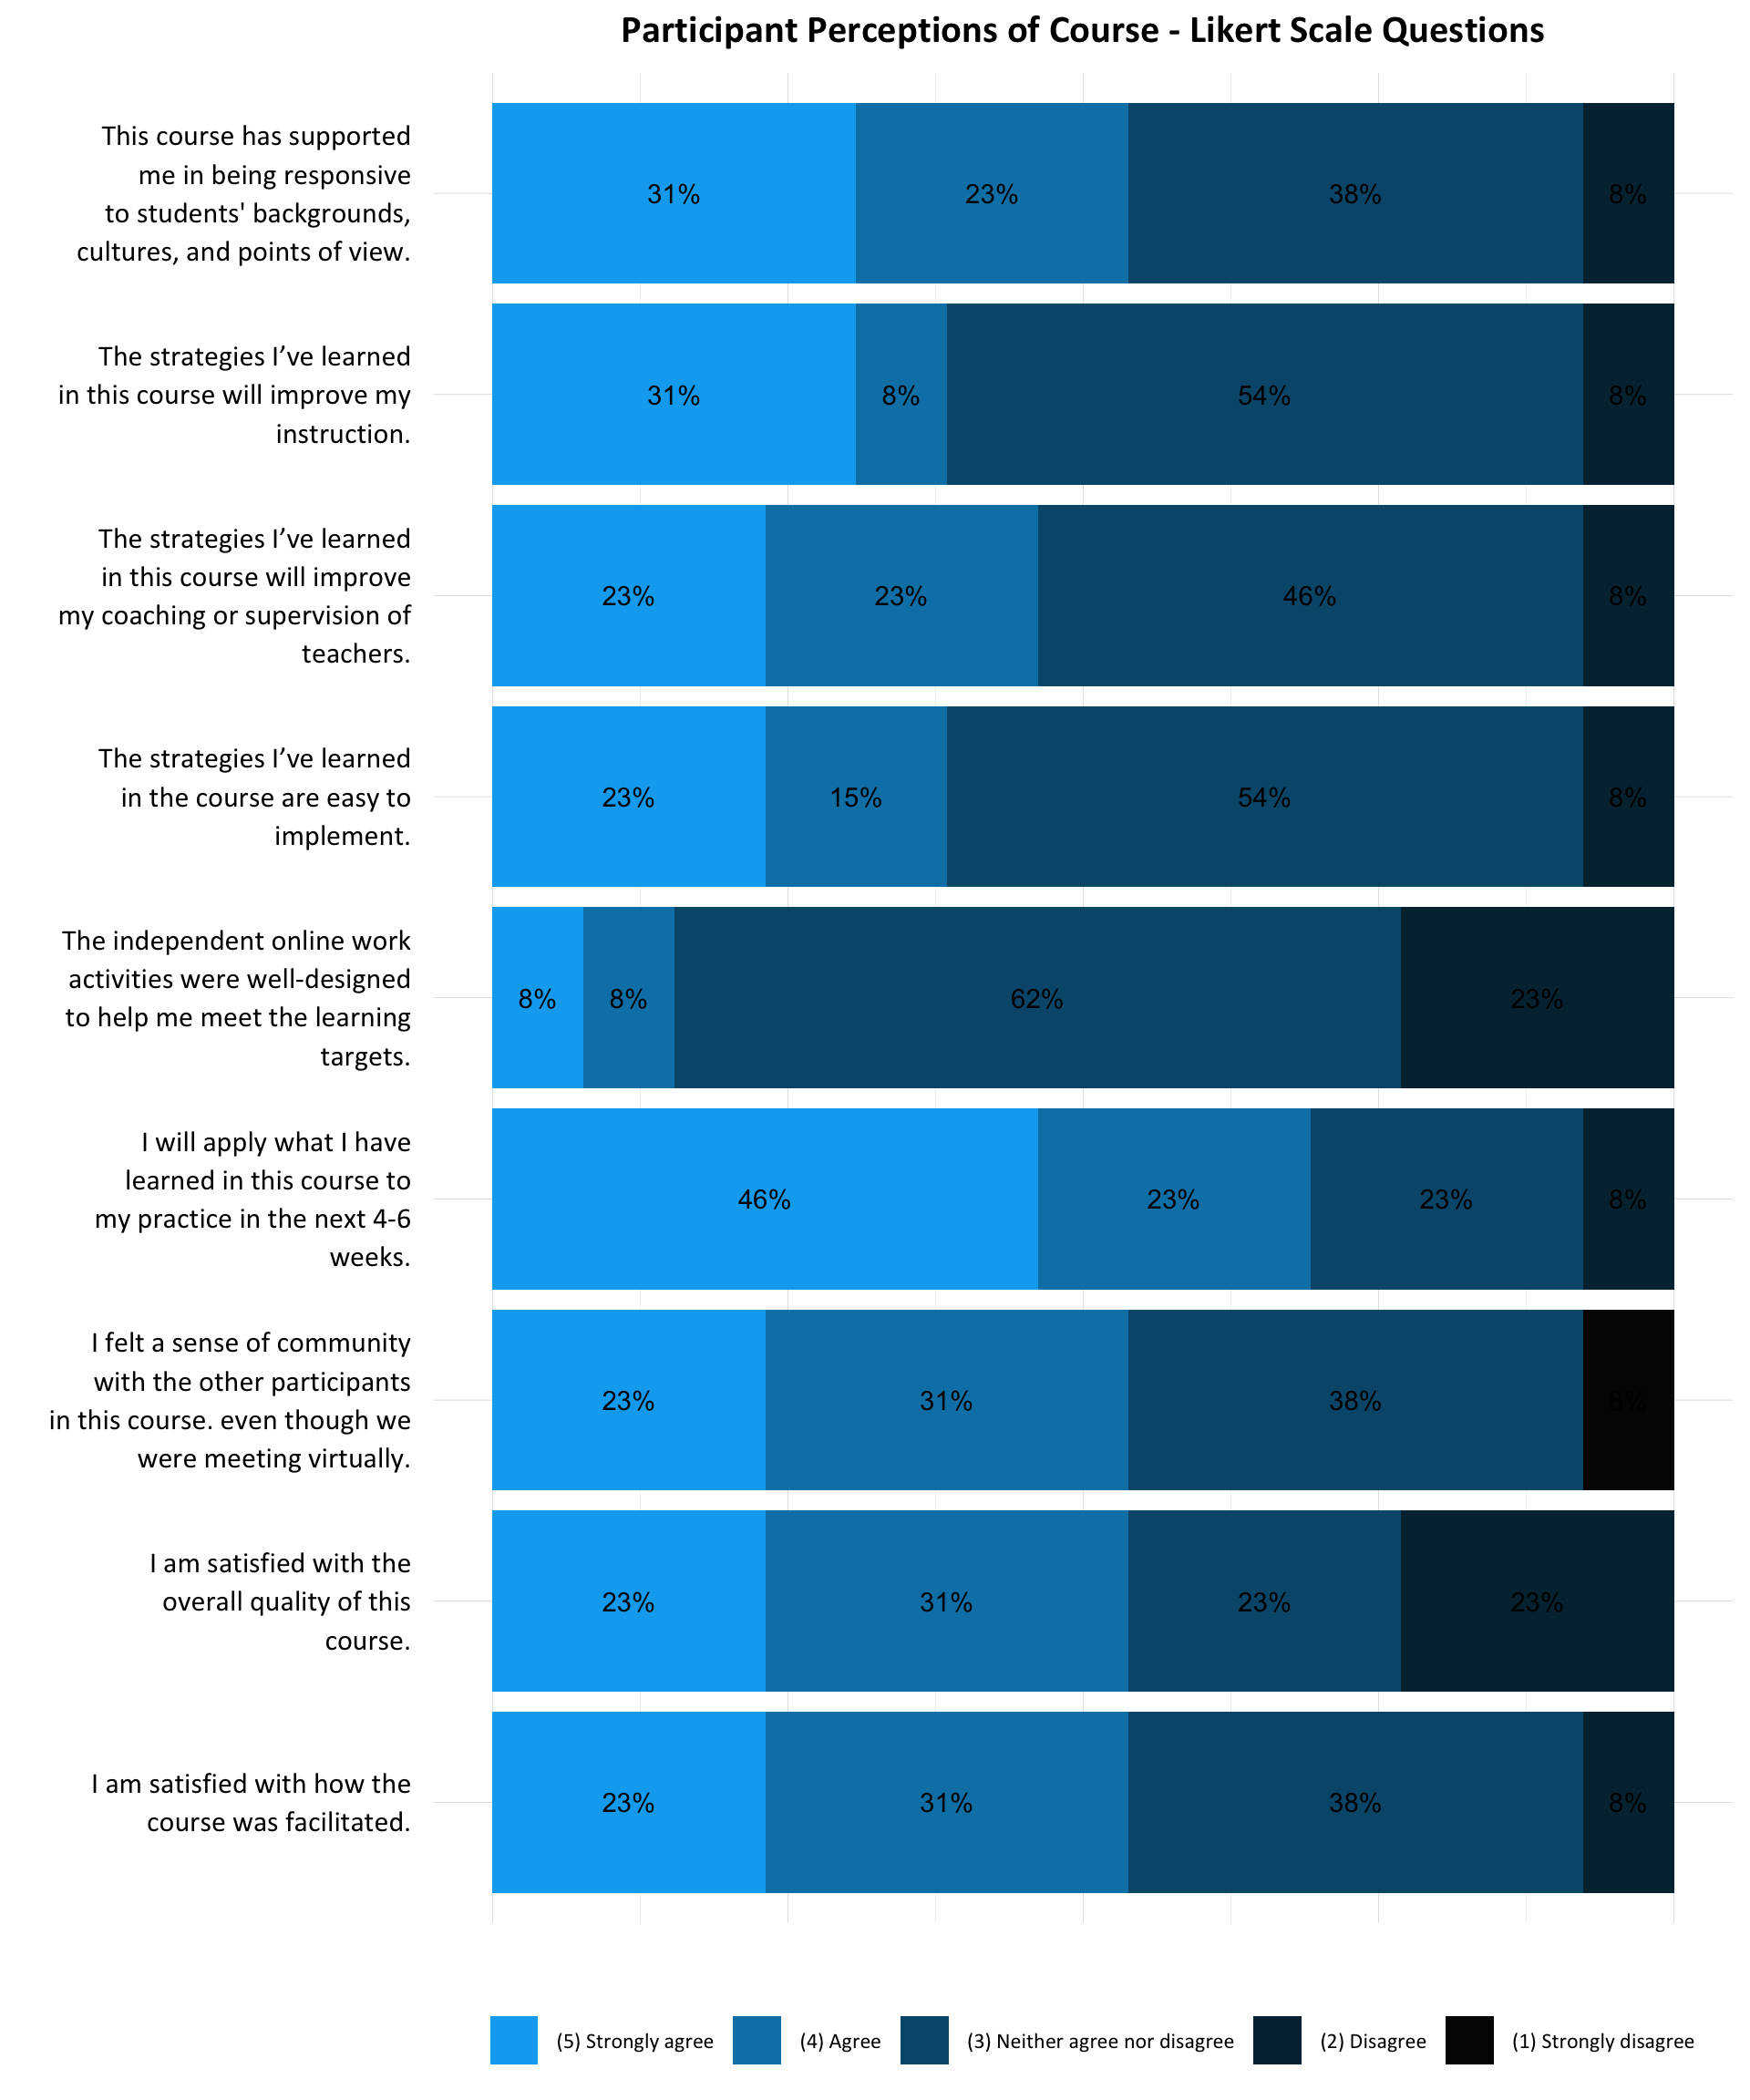 Participant Perceptions of Course - Likert Scale Questions
This course has supported
me in being responsive
to students' backgrounds,
cultures, and points of view.
31% 23% 38% 8%
The strategies I’ve learned
in this course will improve my
instruction.
31% 8% 54% 8%
The strategies I’ve learned
in this course will improve
my coaching or supervision of
teachers.
23% 23% 46% 8%
The strategies I’ve learned
in the course are easy to
implement.
23% 15% 54% 8%
The independent online work
activities were well-designed
to help me meet the learning
targets.
8% 8% 62% 23%
I will apply what I have
learned in this course to
my practice in the next 4-6
weeks.
46% 23% 23% 8%
I felt a sense of community
with the other participants
in this course. even though we
were meeting virtually.
23% 31% 38% 8%
I am satisfied with the
overall quality of this
course.
23% 31% 23% 23%
I am satisfied with how the
course was facilitated.
23% 31% 38% 8%
(5) Strongly agree (4) Agree (3) Neither agree nor disagree (2) Disagree (1) Strongly disagree